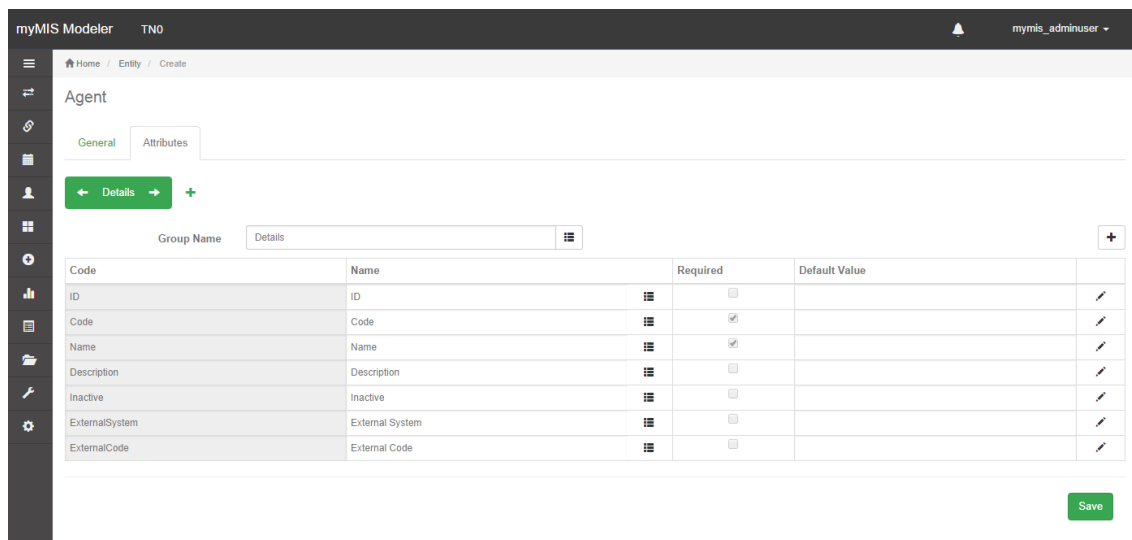 myMIS Modeler TN0 mymis_adminuser
Home / Entity / Create
Agent
General Attributes
Details
Group Name Details
Code Name Required Default Value
ID ID
Code Code
Name Name
Description Description
Inactive Inactive
ExternalSystem External System
ExternalCode External Code
Save